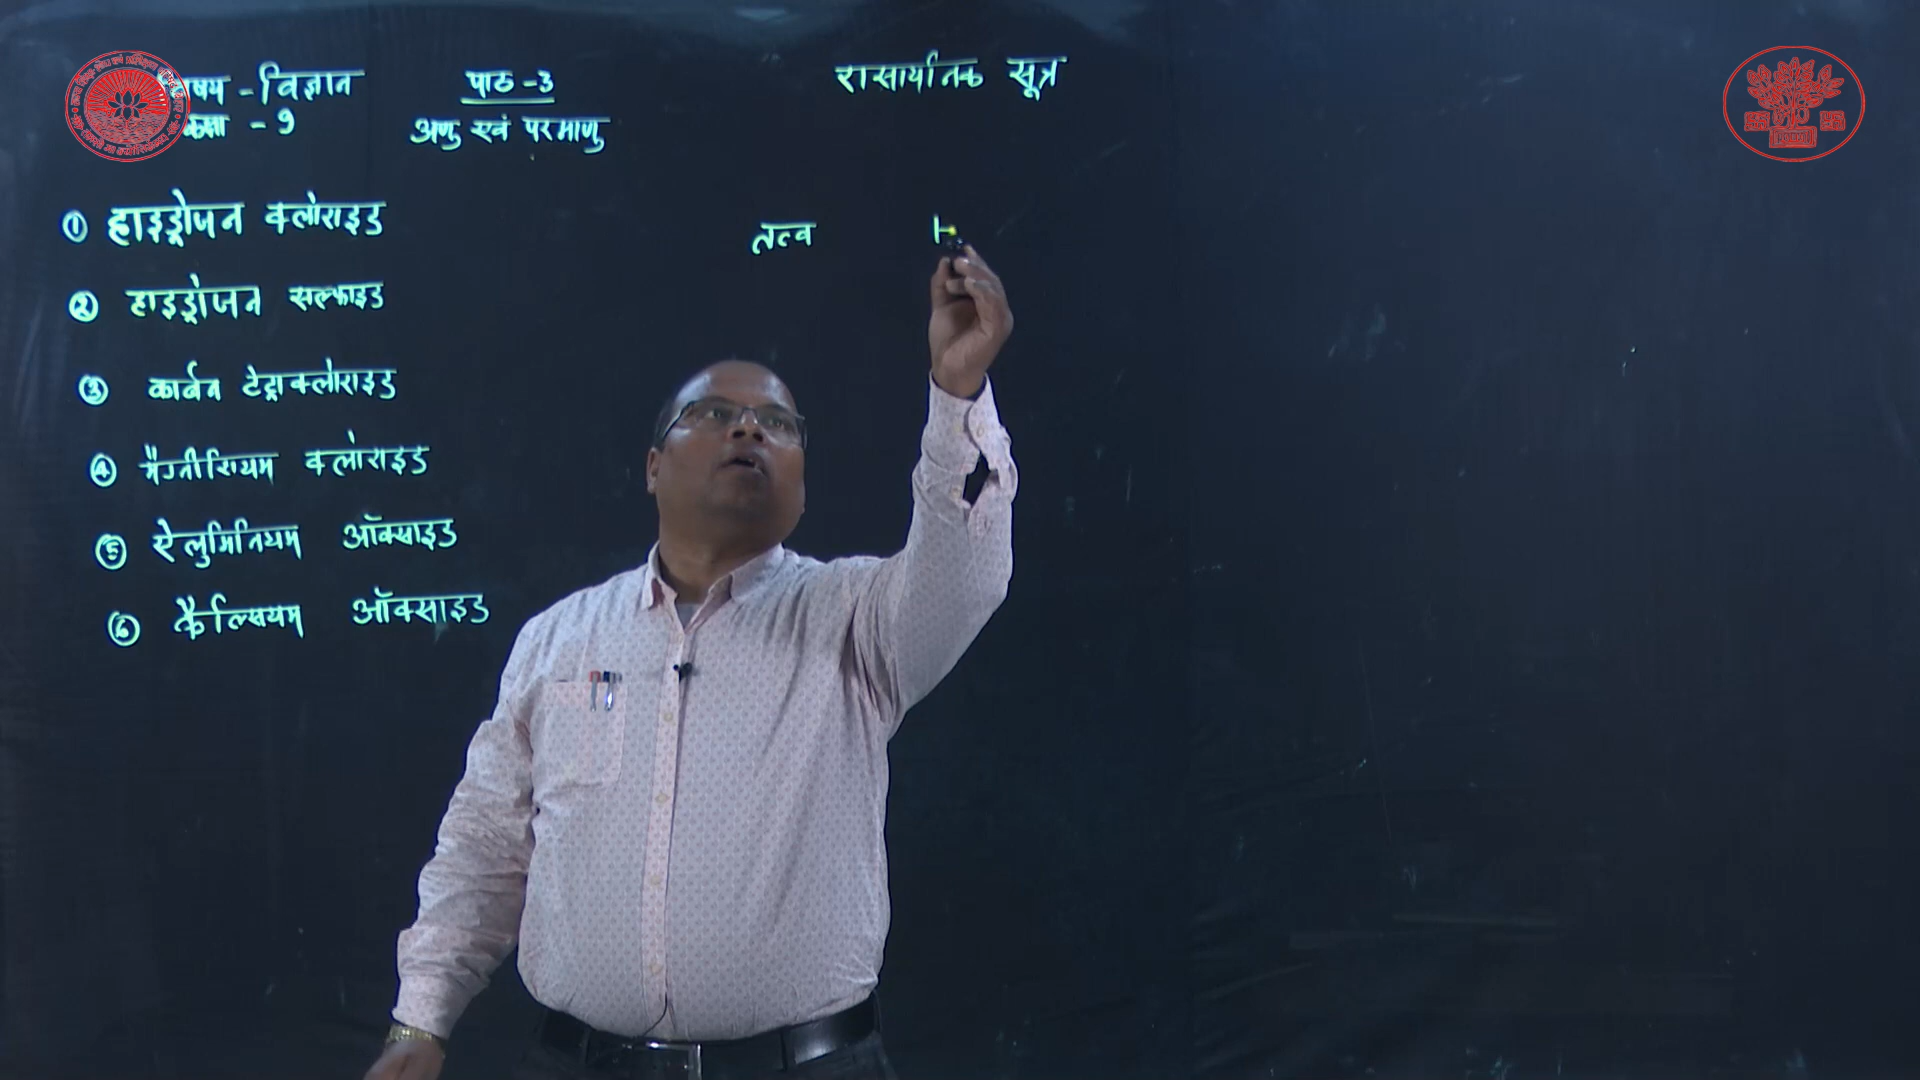 विषय - विज्ञान
कक्षा - 9
पाठ - 3
अणु एवं परमाणु
रासायनिक सूत्र
① हाइड्रोजन क्लोराइड
② हाइड्रोजन सल्फाइड
③ कार्बन टेट्राक्लोराइड
④ मैग्नीशियम क्लोराइड
⑤ ऐलुमिनियम ऑक्साइड
⑥ कैल्सियम ऑक्साइड
तत्व